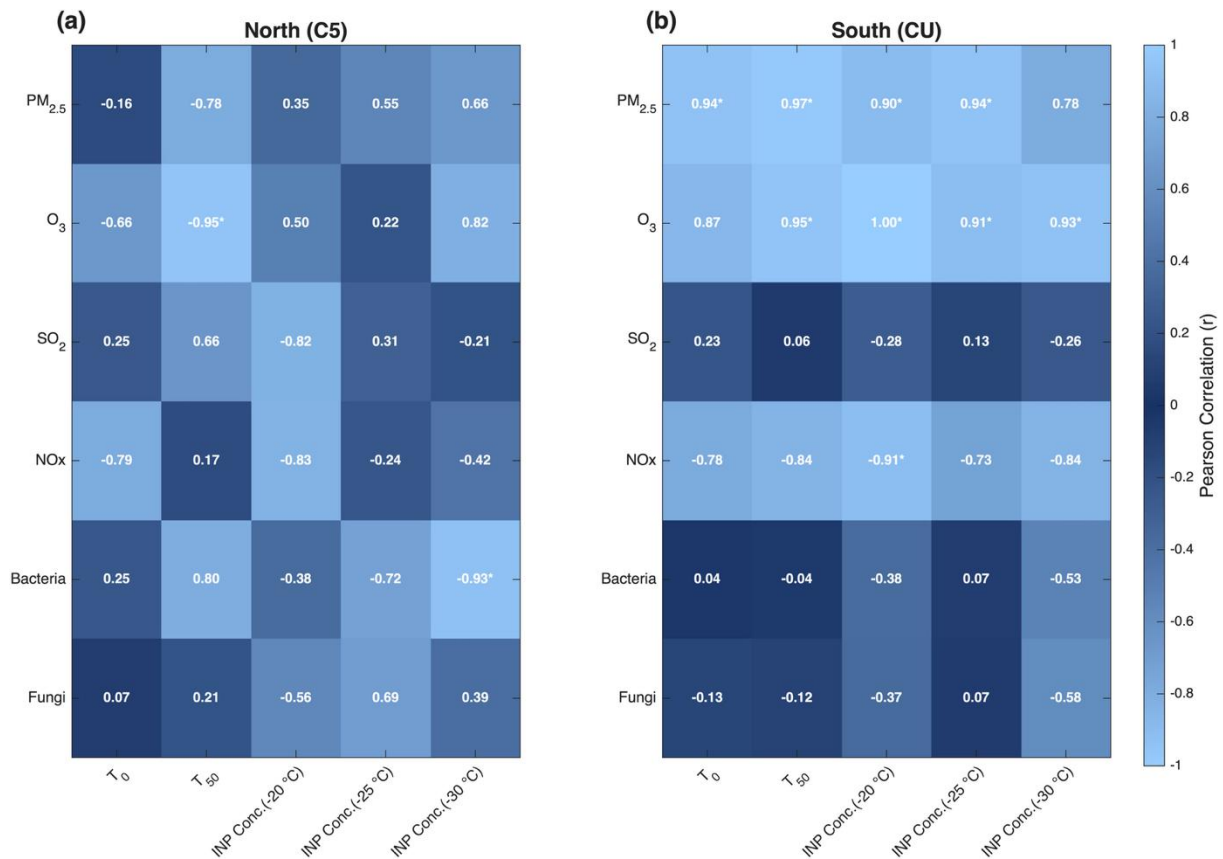 (a)
North (C5)
PM2.5
-0.16 -0.78 0.35 0.55 0.66
O3
-0.66 -0.95* 0.50 0.22 0.82
SO2
0.25 0.66 -0.82 0.31 -0.21
NOx
-0.79 0.17 -0.83 -0.24 -0.42
Bacteria
0.25 0.80 -0.38 -0.72 -0.93*
Fungi
0.07 0.21 -0.56 0.69 0.39
T0
T50
INP Conc.(-20 °C)
INP Conc.(-25 °C)
INP Conc.(-30 °C)
(b)
South (CU)
PM2.5
0.94* 0.97* 0.90* 0.94* 0.78
O3
0.87 0.95* 1.00* 0.91* 0.93*
SO2
0.23 0.06 -0.28 0.13 -0.26
NOx
-0.78 -0.84 -0.91* -0.73 -0.84
Bacteria
0.04 -0.04 -0.38 0.07 -0.53
Fungi
-0.13 -0.12 -0.37 0.07 -0.58
T0
T50
INP Conc.(-20 °C)
INP Conc.(-25 °C)
INP Conc.(-30 °C)
1
0.8
0.6
0.4
0.2
0
-0.2
-0.4
-0.6
-0.8
-1
Pearson Correlation (r)